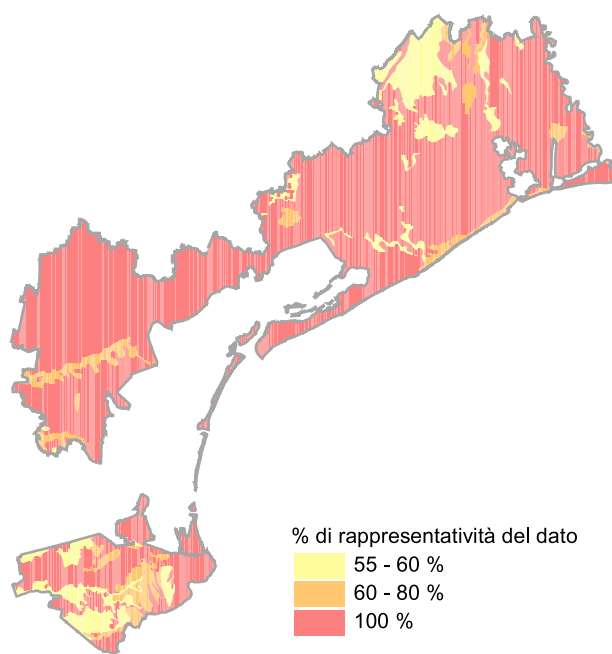 % di rappresentatività del dato
55 - 60 %
60 - 80 %
100 %